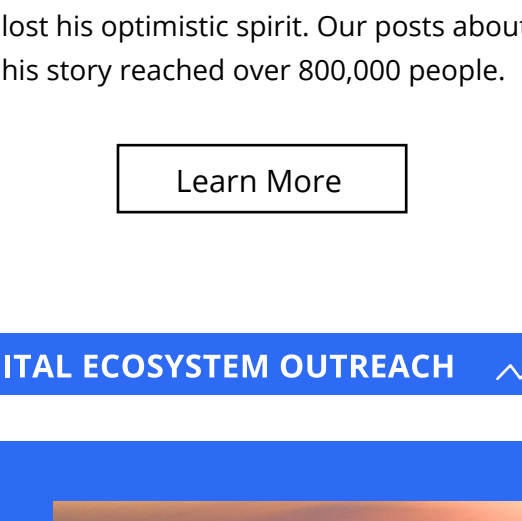 lost his optimistic spirit. Our posts about
his story reached over 800,000 people.
Learn More
ITAL ECOSYSTEM OUTREACH